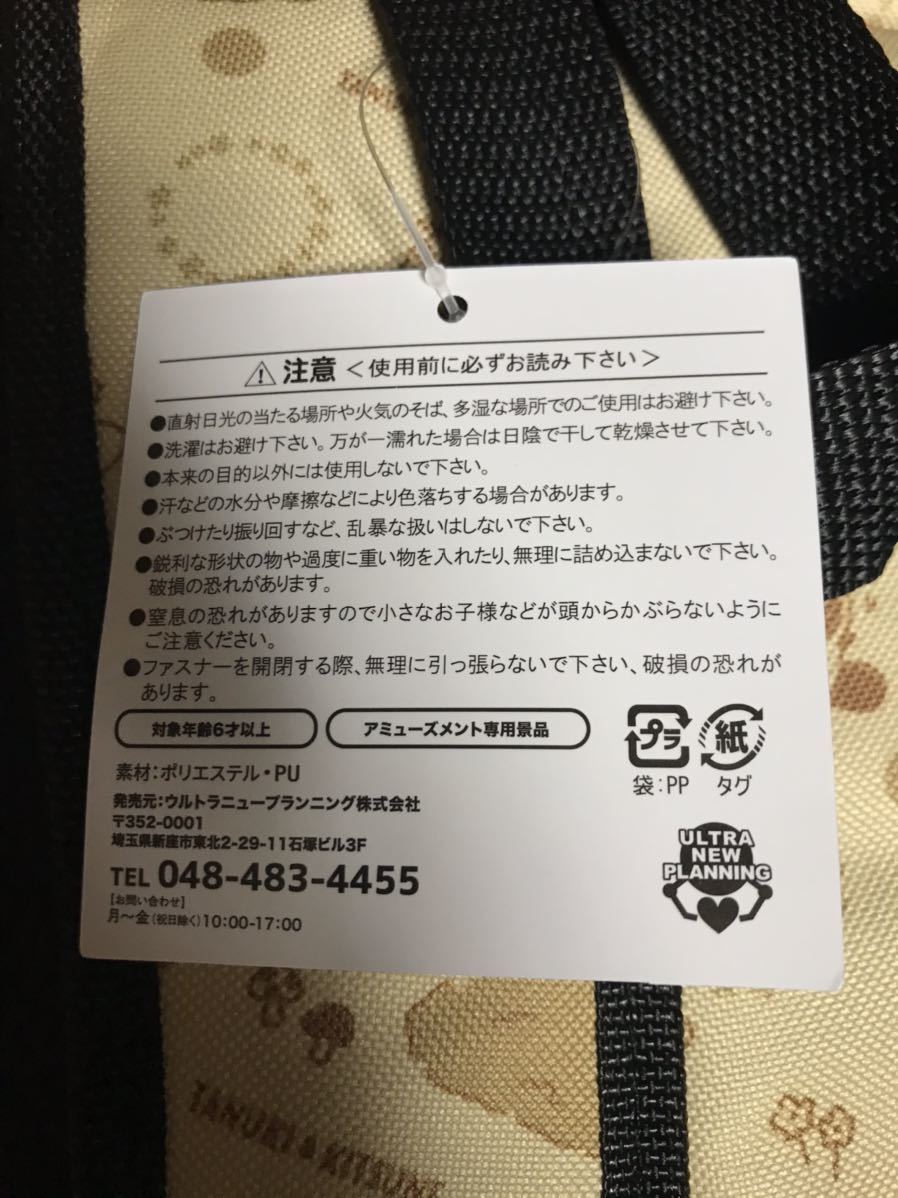 TANUKI
注意 <使用前に必ずお読み下さい>
●直射日光の当たる場所や火気のそば、多湿な場所でのご使用はお避け下さい。
●洗濯はお避け下さい。万が一濡れた場合は日陰で干して乾燥させて下さい。
●本来の目的以外には使用しないで下さい。
●汗などの水分や摩擦などにより色落ちする場合があります。
●ぶつけたり振り回すなど、乱暴な扱いはしないで下さい。
●鋭利な形状の物や過度に重い物を入れたり、無理に詰め込まないで下さい。
破損の恐れがあります。
●窒息の恐れがありますので小さなお子様などが頭からかぶらないように
ご注意ください。
●ファスナーを開閉する際、無理に引っ張らないで下さい、破損の恐れが
あります。
対象年齢6才以上 アミューズメント専用景品
プラ 紙
袋:PP タグ
素材:ポリエステル・PU
発売元:ウルトラニュープランニング株式会社
〒352-0001
埼玉県新座市東北2-29-11石塚ビル3F
TEL 048-483-4455
【お問い合わせ】
月〜金(祝日除く)10:00-17:00
ULTRA
NEW
PLANNING
TANUKI & KITSUNE